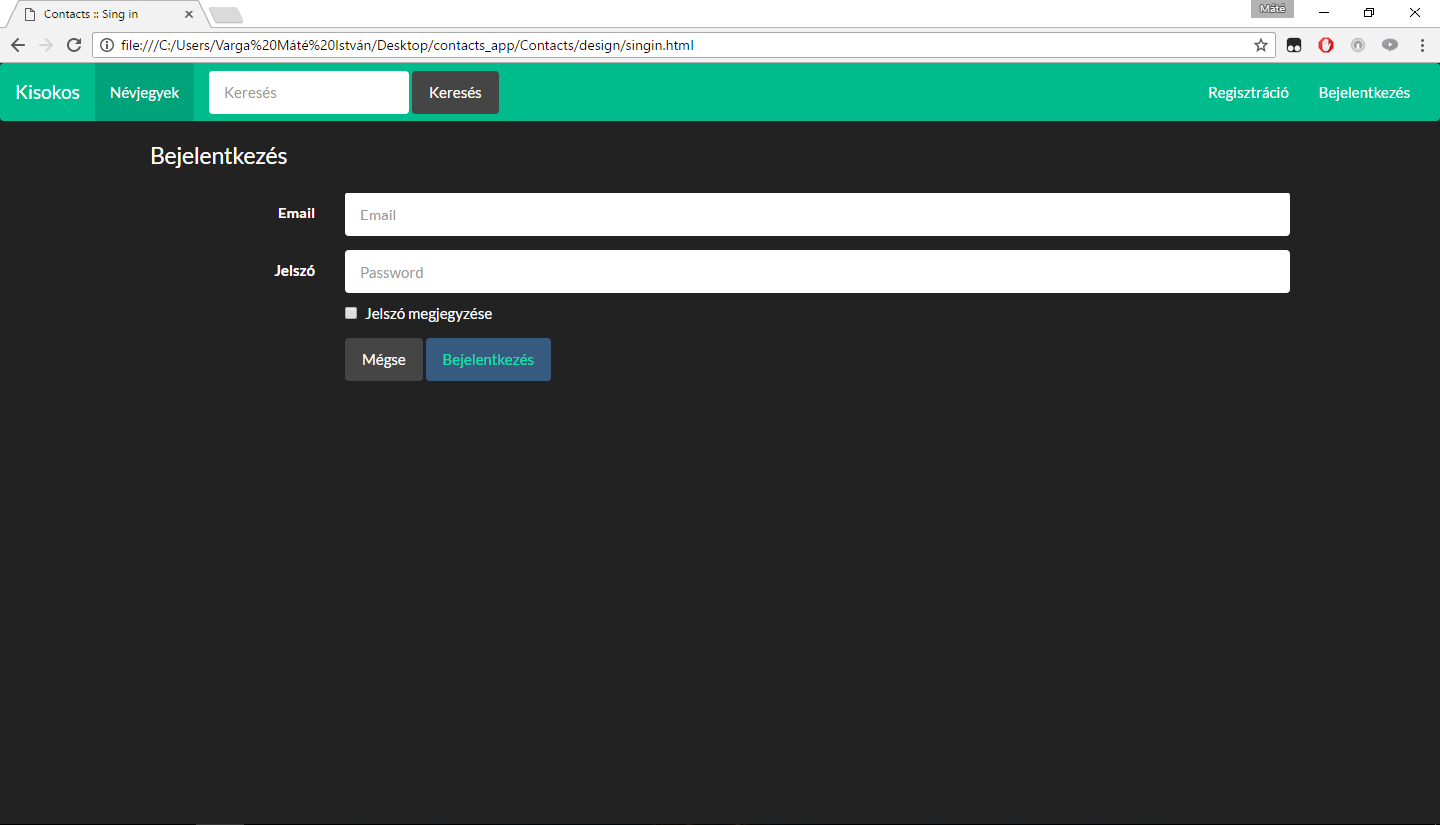 Contacts :: Sing in
Máté
file:///C:/Users/Varga%20Máté%20István/Desktop/contacts_app/Contacts/design/singin.html
Kisokos Névjegyek Keresés Keresés Regisztráció Bejelentkezés
Bejelentkezés
Email Email
Jelszó Password
Jelszó megjegyzése
Mégse Bejelentkezés